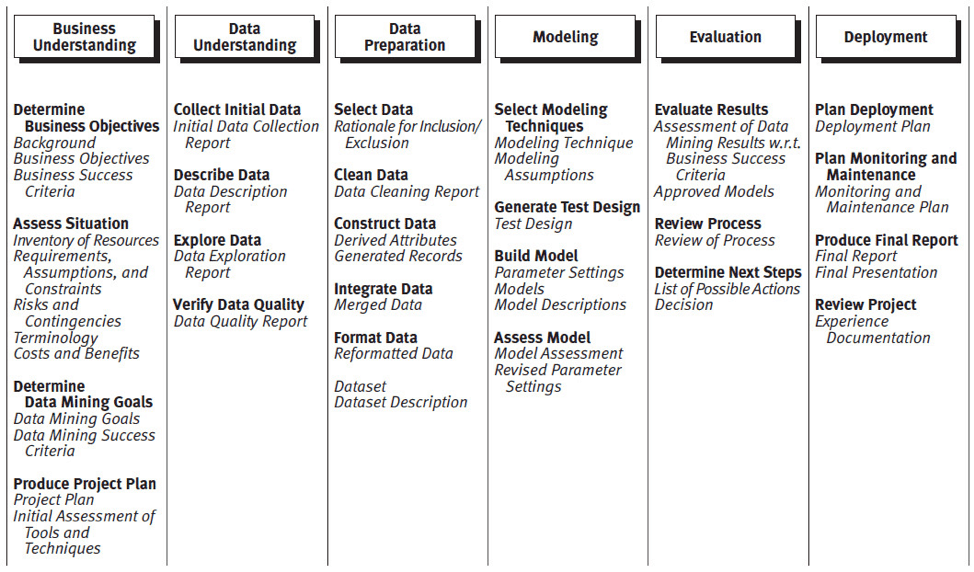 Business
Understanding
Data
Understanding
Data
Preparation
Modeling
Evaluation
Deployment
Determine
Business Objectives
Background
Business Objectives
Business Success
Criteria
Assess Situation
Inventory of Resources
Requirements,
Assumptions, and
Constraints
Risks and
Contingencies
Terminology
Costs and Benefits
Determine
Data Mining Goals
Data Mining Goals
Data Mining Success
Criteria
Produce Project Plan
Project Plan
Initial Assessment of
Tools and
Techniques
Collect Initial Data
Initial Data Collection
Report
Describe Data
Data Description
Report
Explore Data
Data Exploration
Report
Verify Data Quality
Data Quality Report
Select Data
Rationale for Inclusion/
Exclusion
Clean Data
Data Cleaning Report
Construct Data
Derived Attributes
Generated Records
Integrate Data
Merged Data
Format Data
Reformatted Data
Dataset
Dataset Description
Select Modeling
Techniques
Modeling Technique
Modeling
Assumptions
Generate Test Design
Test Design
Build Model
Parameter Settings
Models
Model Descriptions
Assess Model
Model Assessment
Revised Parameter
Settings
Evaluate Results
Assessment of Data
Mining Results w.r.t.
Business Success
Criteria
Approved Models
Review Process
Review of Process
Determine Next Steps
List of Possible Actions
Decision
Plan Deployment
Deployment Plan
Plan Monitoring and
Maintenance
Monitoring and
Maintenance Plan
Produce Final Report
Final Report
Final Presentation
Review Project
Experience
Documentation